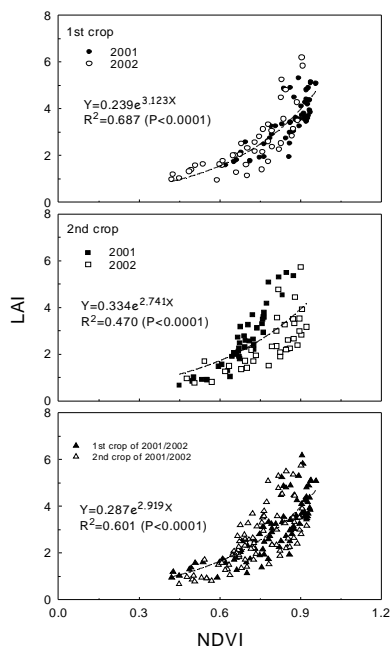 8
1st crop
2001
2002
6
Y=0.239e^3.123X
R²=0.687 (P<0.0001)
4
2
0
8
2nd crop
2001
2002
6
Y=0.334e^2.741X
R²=0.470 (P<0.0001)
4
2
0
LAI
8
1st crop of 2001/2002
2nd crop of 2001/2002
6
Y=0.287e^2.919X
R²=0.601 (P<0.0001)
4
2
0
0.0 0.3 0.6 0.9 1.2
NDVI